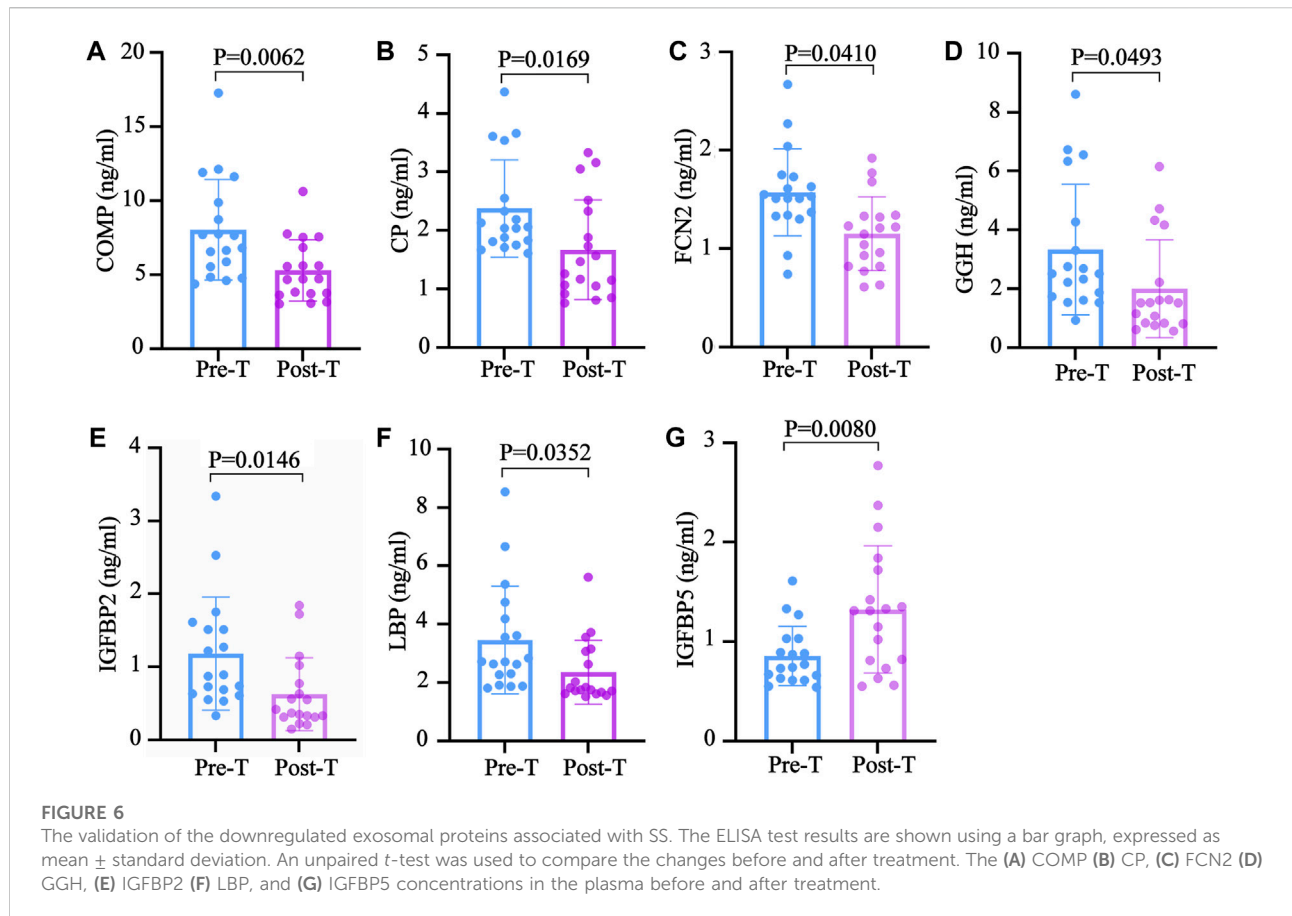 A
P=0.0062
COMP (ng/ml)
20
15
10
5
0
Pre-T Post-T
B
P=0.0169
CP (ng/ml)
5
4
3
2
1
0
Pre-T Post-T
C
P=0.0410
FCN2 (ng/ml)
3
2
1
0
Pre-T Post-T
D
P=0.0493
GGH (ng/ml)
10
8
6
4
2
0
Pre-T Post-T
E
P=0.0146
IGFBP2 (ng/ml)
4
3
2
1
0
Pre-T Post-T
F
P=0.0352
LBP (ng/ml)
10
8
6
4
2
0
Pre-T Post-T
G
P=0.0080
IGFBP5 (ng/ml)
3
2
1
0
Pre-T Post-T
FIGURE 6
The validation of the downregulated exosomal proteins associated with SS. The ELISA test results are shown using a bar graph, expressed as
mean ± standard deviation. An unpaired t-test was used to compare the changes before and after treatment. The (A) COMP (B) CP, (C) FCN2 (D)
GGH, (E) IGFBP2 (F) LBP, and (G) IGFBP5 concentrations in the plasma before and after treatment.